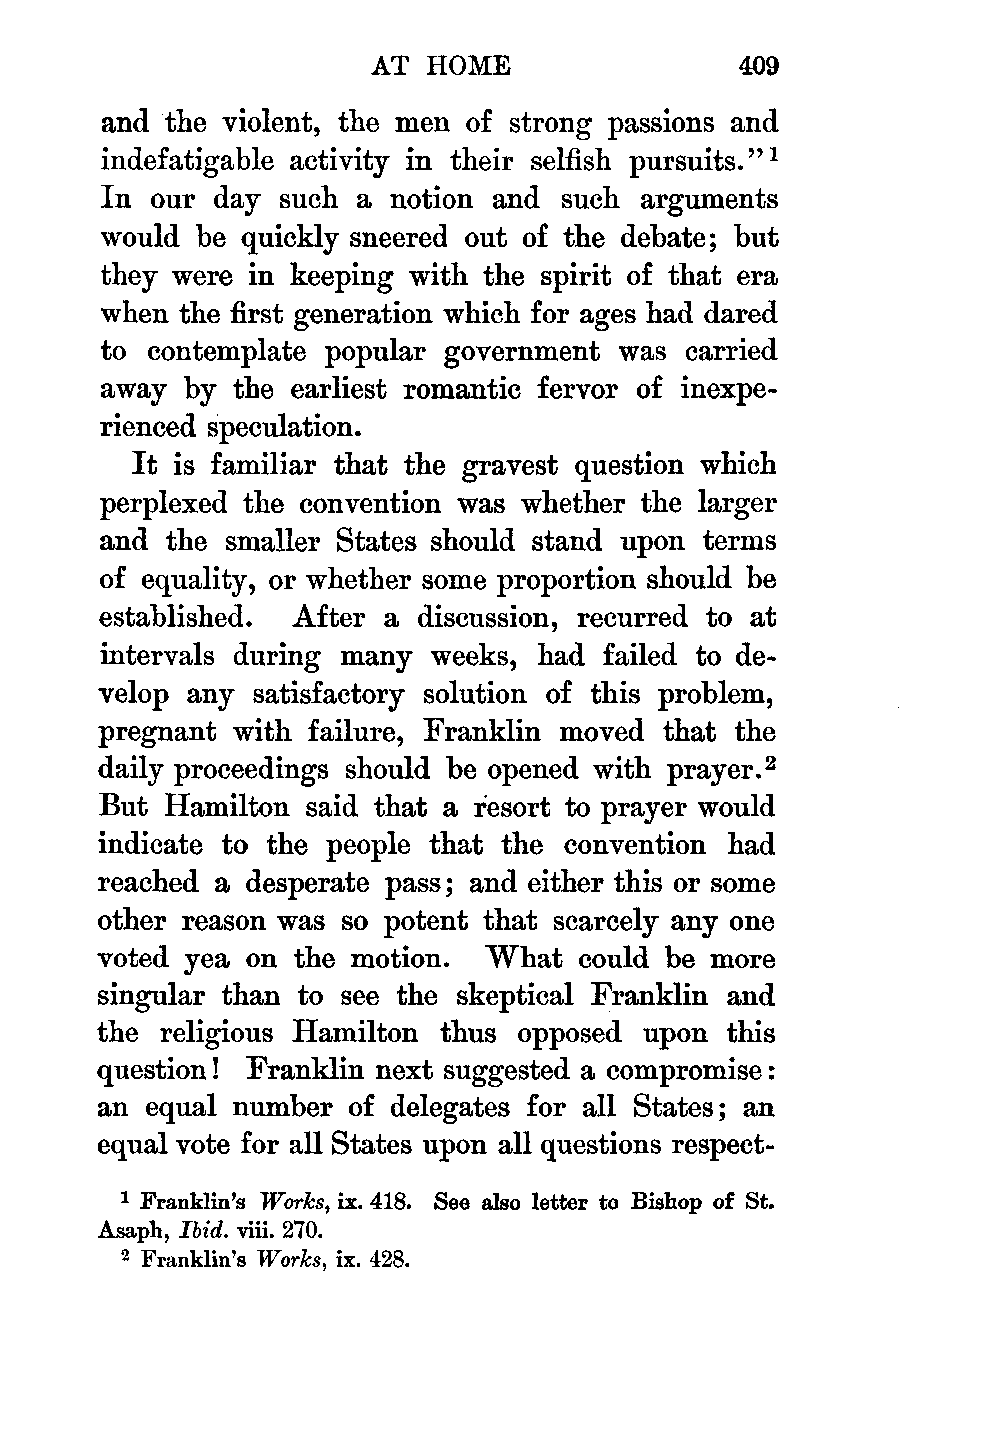 AT HOME 409
and the violent, the men of strong passions and
indefatigable activity in their selfish pursuits." 1
In our day such a notion and such arguments
would be quickly sneered out of the debate; but
they were in keeping with the spirit of that era
when the first generation which for ages had dared
to contemplate popular government was carried
away by the earliest romantic fervor of inexpe-
rienced speculation.
It is familiar that the gravest question which
perplexed the convention was whether the larger
and the smaller States should stand upon terms
of equality, or whether some proportion should be
established. After a discussion, recurred to at
intervals during many weeks, had failed to de-
velop any satisfactory solution of this problem,
pregnant with failure, Franklin moved that the
daily proceedings should be opened with prayer.2
But Hamilton said that a resort to prayer would
indicate to the people that the convention had
reached a desperate pass; and either this or some
other reason was so potent that scarcely any one
voted yea on the motion. What could be more
singular than to see the skeptical Franklin and
the religious Hamilton thus opposed upon this
question! Franklin next suggested a compromise:
an equal number of delegates for all States; an
equal vote for all States upon all questions respect-
1 Franklin's Works, ix. 418. See also letter to Bishop of St.
Asaph, Ibid. viii. 270.
2 Franklin's Works, ix. 428.